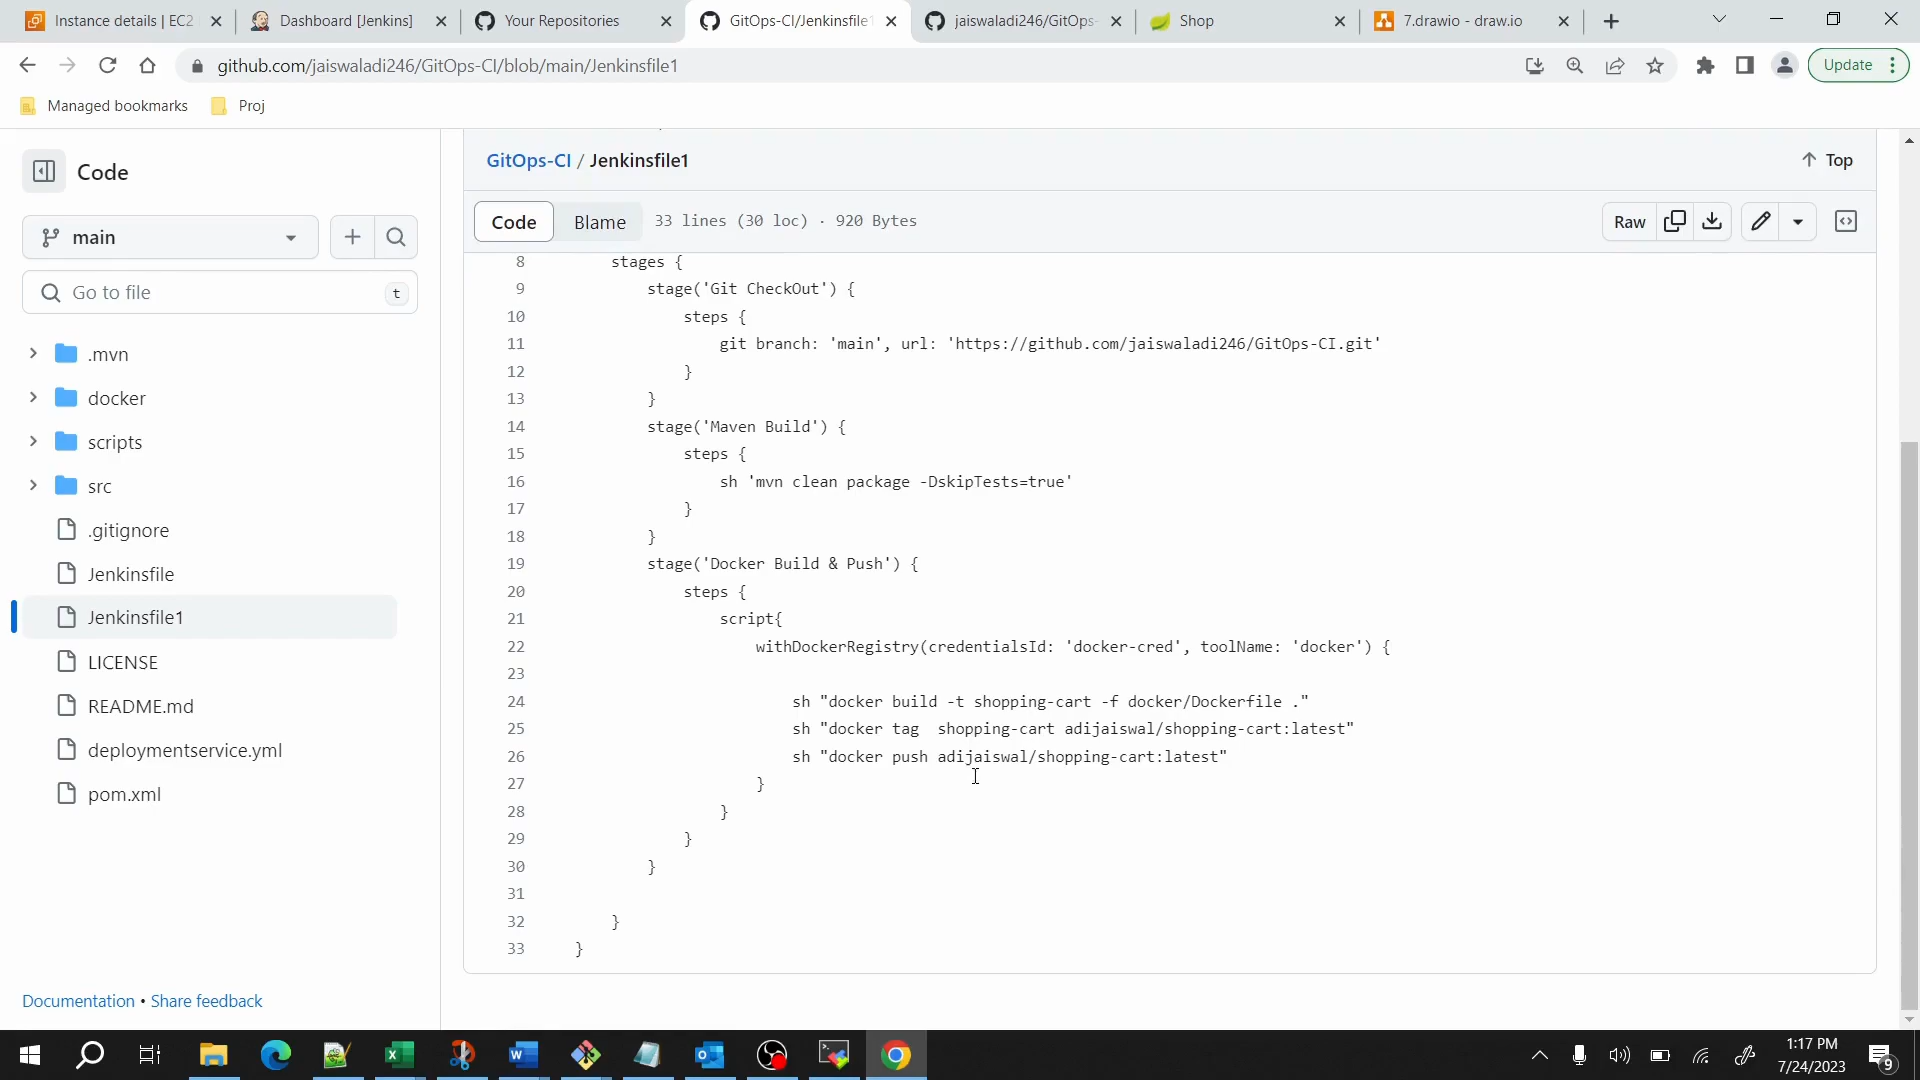 Instance details | EC2
Dashboard [Jenkins]
Your Repositories
GitOps-CI/Jenkinsfile1
jaiswaladi246/GitOps-
Shop
7.drawio - draw.io
github.com/jaiswaladi246/GitOps-CI/blob/main/Jenkinsfile1
Update
Managed bookmarks
Proj
Code
main
Go to file
t
.mvn
docker
scripts
src
.gitignore
Jenkinsfile
Jenkinsfile1
LICENSE
README.md
deploymentservice.yml
pom.xml
Documentation • Share feedback
GitOps-CI / Jenkinsfile1
Top
Code
Blame
33 lines (30 loc) · 920 Bytes
Raw
8 stages {
9 stage('Git CheckOut') {
10 steps {
11 git branch: 'main', url: 'https://github.com/jaiswaladi246/GitOps-CI.git'
12 }
13 }
14 stage('Maven Build') {
15 steps {
16 sh 'mvn clean package -DskipTests=true'
17 }
18 }
19 stage('Docker Build & Push') {
20 steps {
21 script{
22 withDockerRegistry(credentialsId: 'docker-cred', toolName: 'docker') {
23
24 sh "docker build -t shopping-cart -f docker/Dockerfile ."
25 sh "docker tag  shopping-cart adijaiswal/shopping-cart:latest"
26 sh "docker push adijaiswal/shopping-cart:latest"
27 }
28 }
29 }
30 }
31
32 }
33 }
1:17 PM
7/24/2023
9